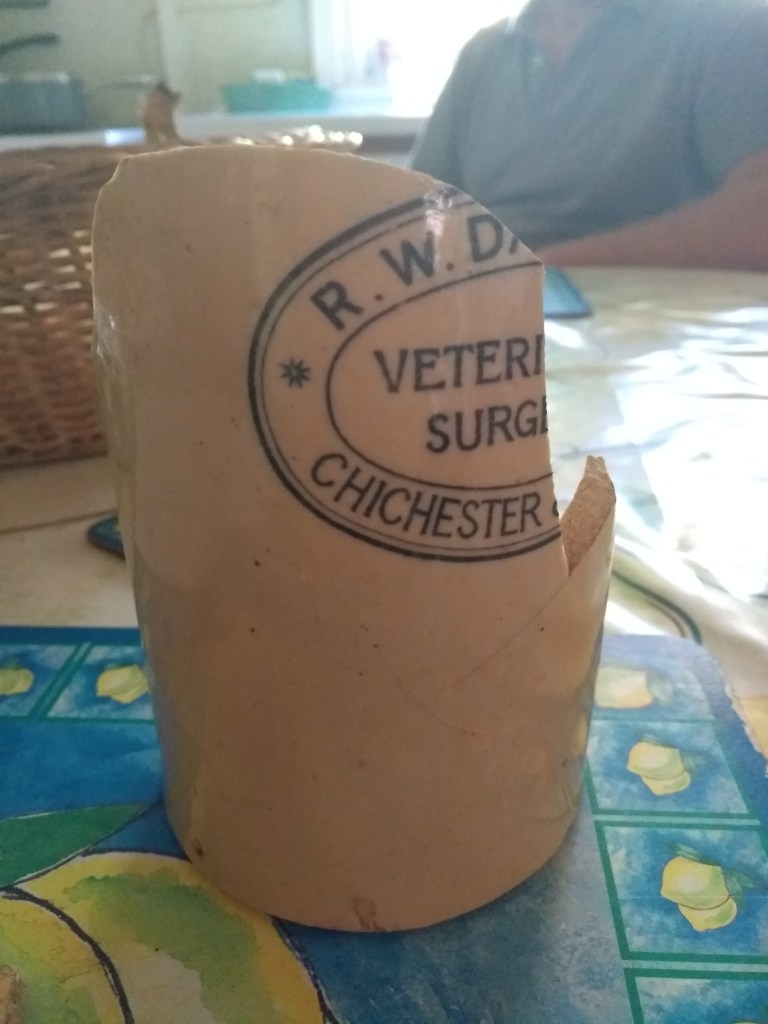 R. W. DA
VETERI
SURGE
CHICHESTER &